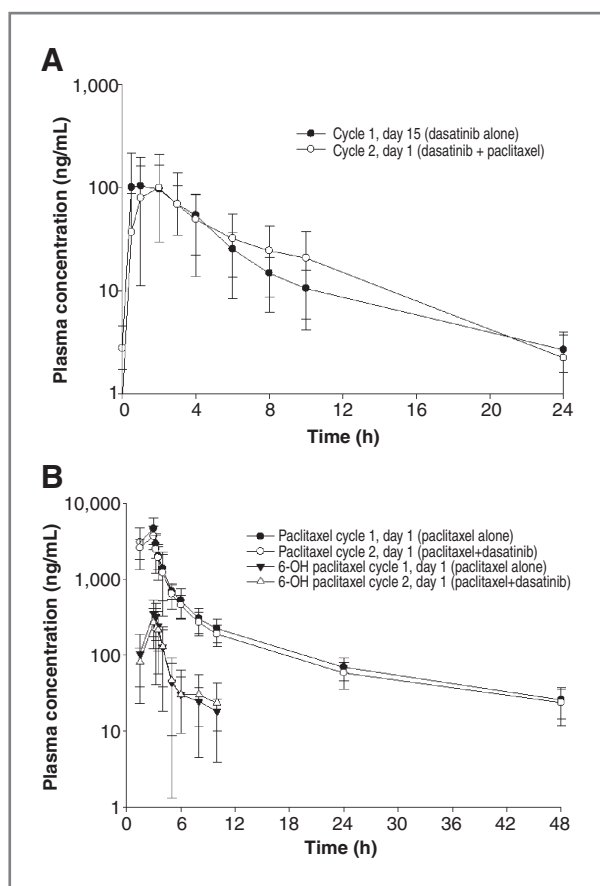 A
Plasma concentration (ng/mL)
1,000
100
10
1
Cycle 1, day 15 (dasatinib alone)
Cycle 2, day 1 (dasatinib + paclitaxel)
0 4 8 12 16 20 24
Time (h)
B
Plasma concentration (ng/mL)
10,000
1,000
100
10
1
Paclitaxel cycle 1, day 1 (paclitaxel alone)
Paclitaxel cycle 2, day 1 (paclitaxel+dasatinib)
6-OH paclitaxel cycle 1, day 1 (paclitaxel alone)
6-OH paclitaxel cycle 2, day 1 (paclitaxel+dasatinib)
0 6 12 18 24 30 36 42 48
Time (h)